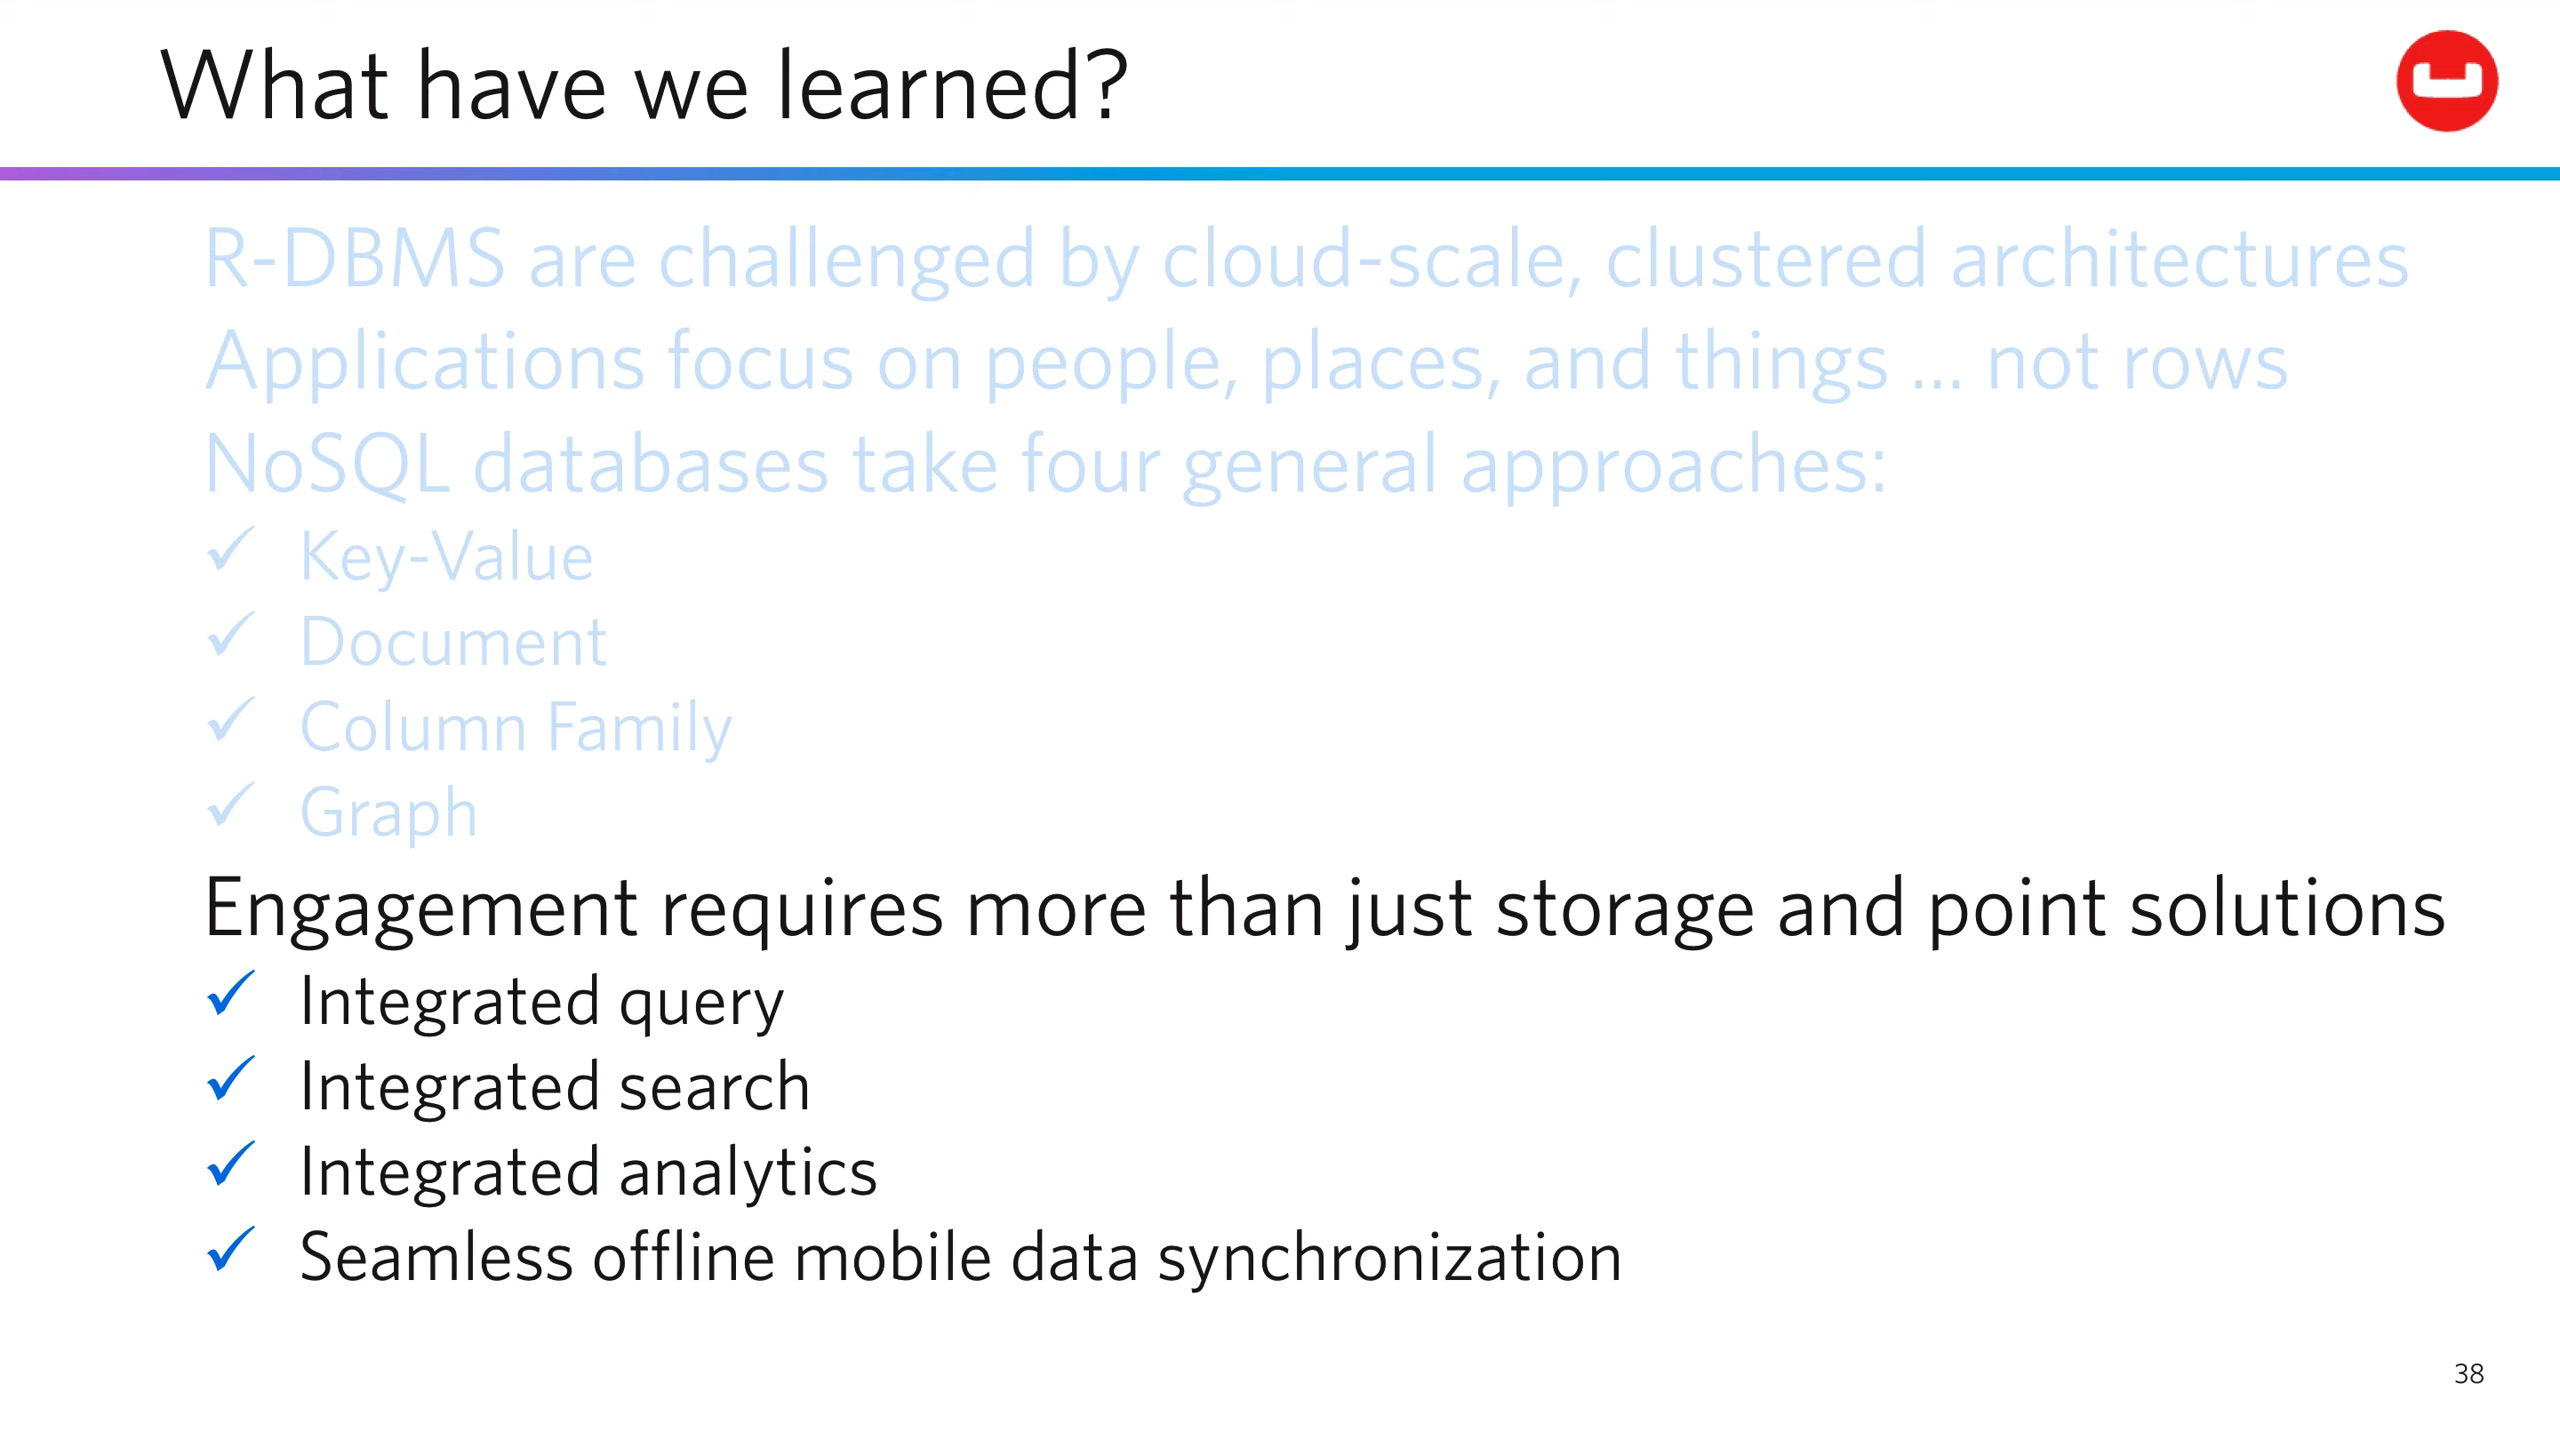 What have we learned?
R-DBMS are challenged by cloud-scale, clustered architectures
Applications focus on people, places, and things ... not rows
NoSQL databases take four general approaches:
✓ Key-Value
✓ Document
✓ Column Family
✓ Graph
Engagement requires more than just storage and point solutions
✓ Integrated query
✓ Integrated search
✓ Integrated analytics
✓ Seamless offline mobile data synchronization
38